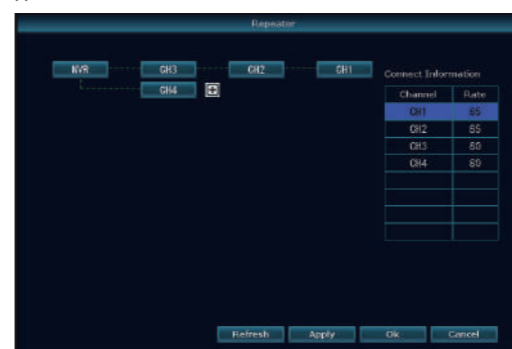 Repeater
NVR CH3 CH2 CH1
CH4
Connect Information
Channel Rate
CH1 65
CH2 65
CH3 60
CH4 60
Refresh Apply Ok Cancel